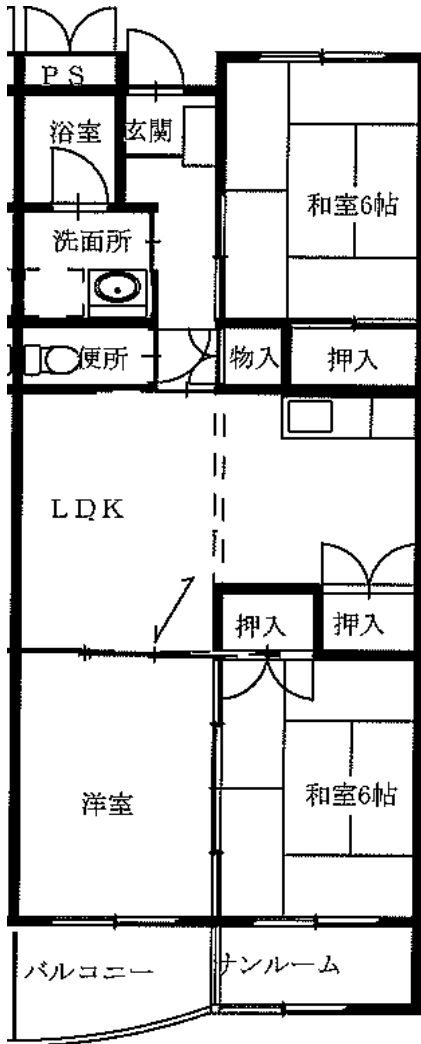 PS
浴室
玄関
和室6帖
洗面所
便所
物入
押入
LDK
押入
押入
洋室
和室6帖
バルコニー
サンルーム